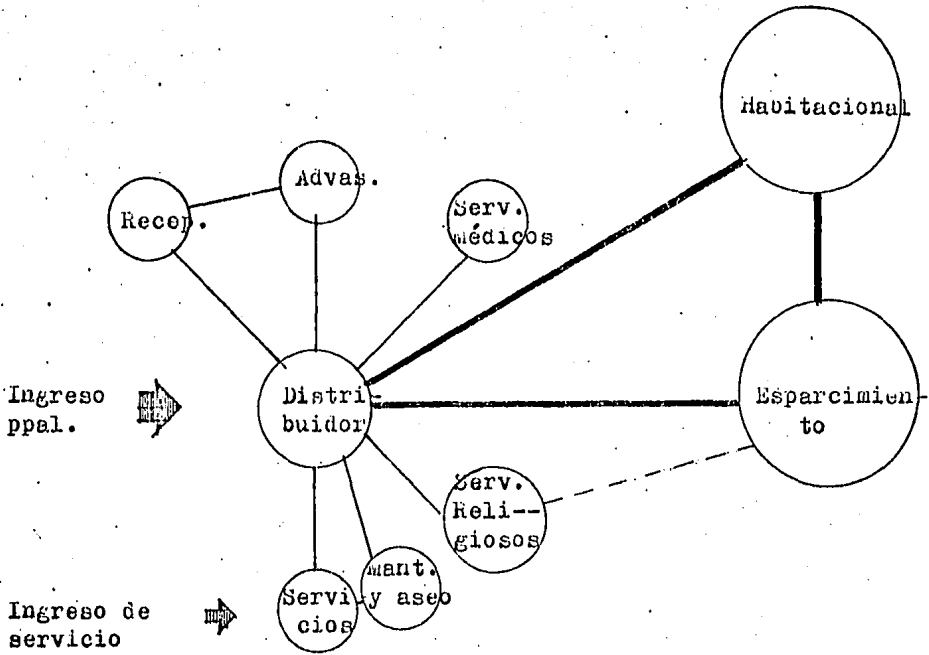 Habitacional
Advas.
Recep.
Serv.
Médicos
Ingreso
ppal.
Distri-
buidor
Esparcimien-
to
Serv.
Reli--
giosos
Mant.
y aseo
Servi
cios
Ingreso de
servicio